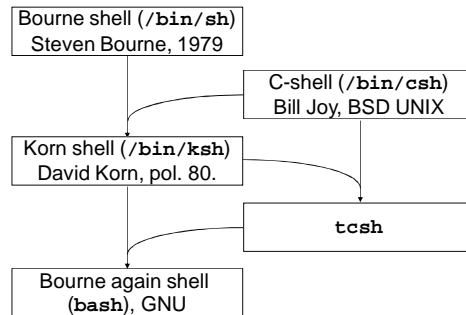 Bourne shell (/bin/sh)
Steven Bourne, 1979
C-shell (/bin/csh)
Bill Joy, BSD UNIX
Korn shell (/bin/ksh)
David Korn, pol. 80.
tcsh
Bourne again shell
(bash), GNU